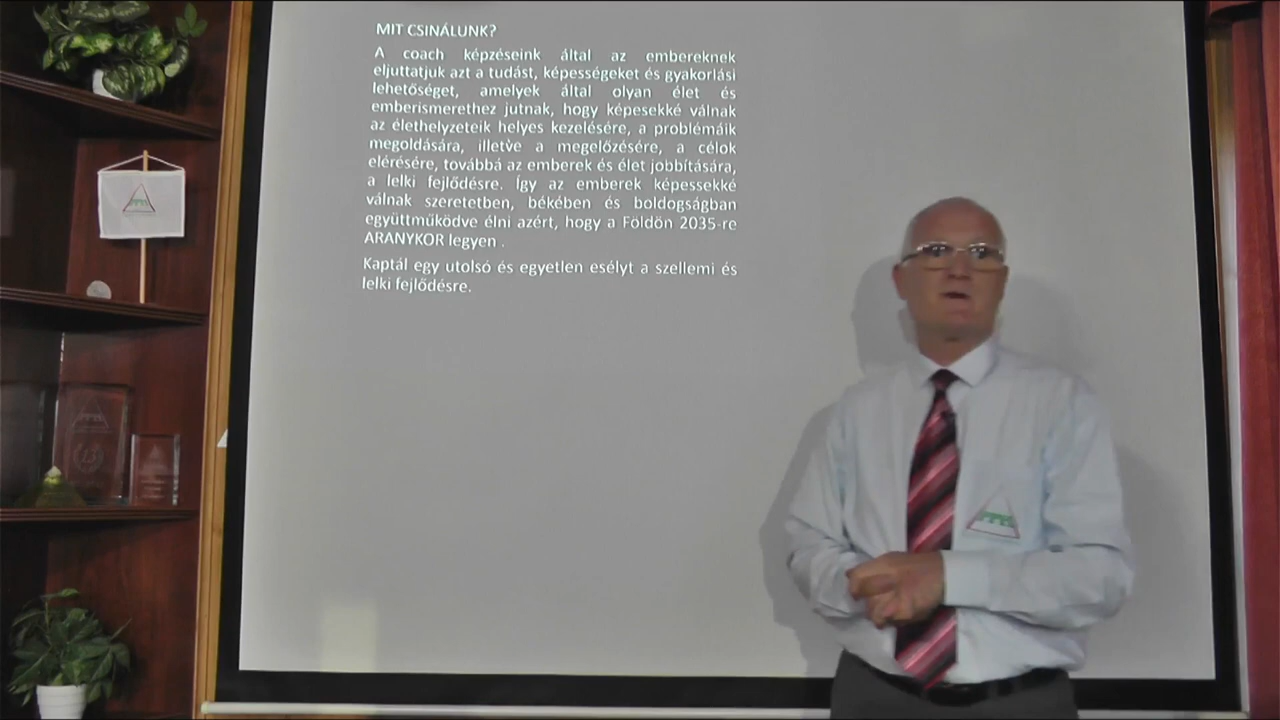 MIT CSINÁLUNK?
A coach képzéseink által az embereknek
eljuttatjuk azt a tudást, képességeket és gyakorlási
lehetőséget, amelyek által olyan élet és
emberismerethez jutnak, hogy képesekké válnak
az élethelyzeteik helyes kezelésére, a problémáik
megoldására, illetve a megelőzésére, a célok
elérésére, továbbá az emberek és élet jobbítására,
a lelki fejlődésre. Így az emberek képessekké
válnak szeretetben, békében és boldogságban
együttműködve élni azért, hogy a Földön 2035-re
ARANYKOR legyen .
Kaptál egy utolsó és egyetlen esélyt a szellemi és
lelki fejlődésre.
13